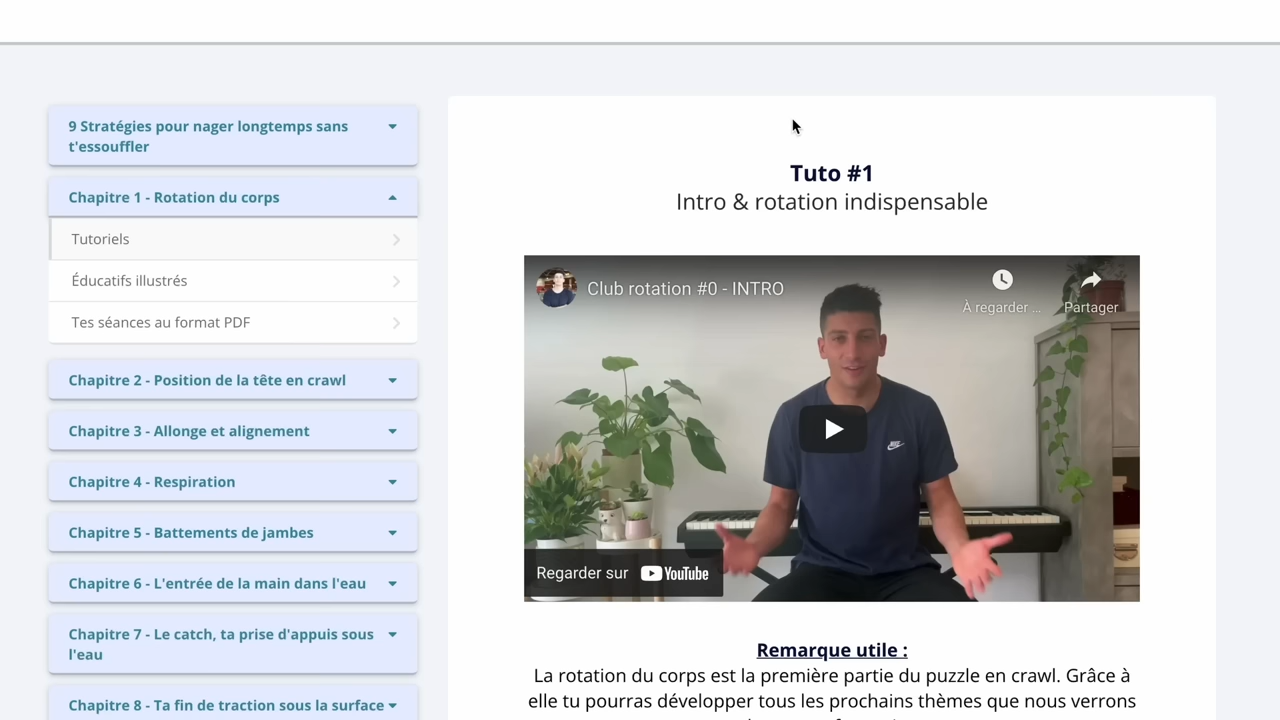 9 Stratégies pour nager longtemps sans
t'essouffler
Chapitre 1 - Rotation du corps
Tutoriels
Éducatifs illustrés
Tes séances au format PDF
Chapitre 2 - Position de la tête en crawl
Chapitre 3 - Allonge et alignement
Chapitre 4 - Respiration
Chapitre 5 - Battements de jambes
Chapitre 6 - L'entrée de la main dans l'eau
Chapitre 7 - Le catch, ta prise d'appuis sous
l'eau
Chapitre 8 - Ta fin de traction sous la surface
Tuto #1
Intro & rotation indispensable
Club rotation #0 - INTRO
À regarder ...
Partager
Regarder sur YouTube
Remarque utile :
La rotation du corps est la première partie du puzzle en crawl. Grâce à
elle tu pourras développer tous les prochains thèmes que nous verrons